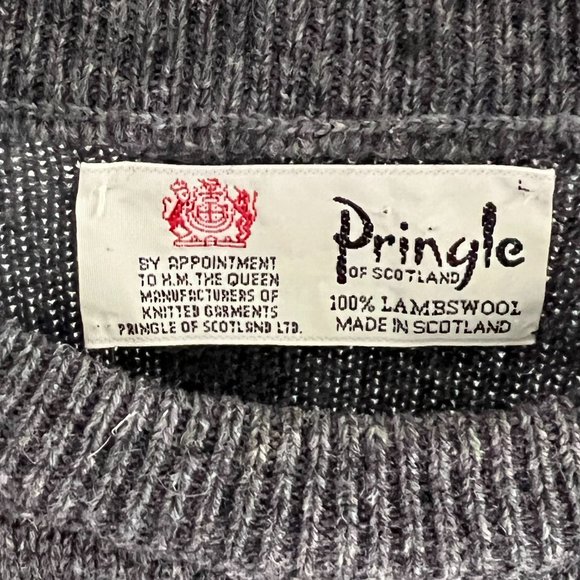 BY APPOINTMENT
TO H.M. THE QUEEN
MANUFACTURERS OF
KNITTED GARMENTS
PRINGLE OF SCOTLAND LTD.
Pringle
OF SCOTLAND
100% LAMBSWOOL
MADE IN SCOTLAND